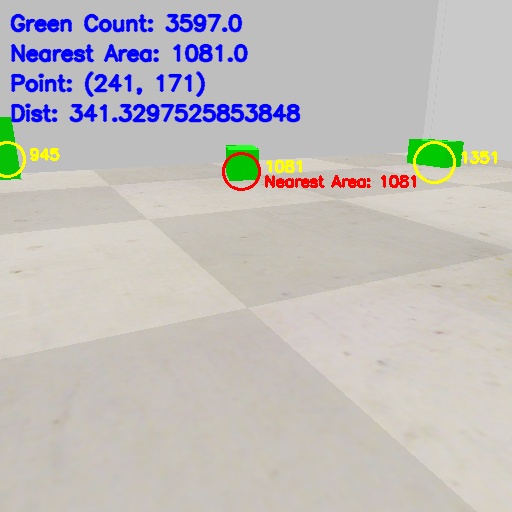 Green Count: 3597.0
Nearest Area: 1081.0
Point: (241, 171)
Dist: 341.3297525853848
945
1081
1351
Nearest Area: 1081